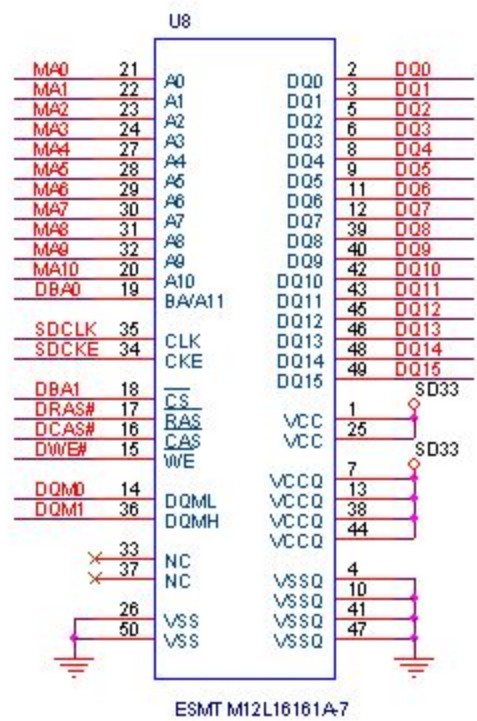 U8
MA0 21 A0 DQ0 2 DQ0
MA1 22 A1 DQ1 3 DQ1
MA2 23 A2 DQ2 5 DQ2
MA3 24 A3 DQ3 6 DQ3
MA4 27 A4 DQ4 8 DQ4
MA5 28 A5 DQ5 9 DQ5
MA6 29 A6 DQ6 11 DQ6
MA7 30 A7 DQ7 12 DQ7
MA8 31 A8 DQ8 39 DQ8
MA9 32 A9 DQ9 40 DQ9
MA10 20 A10 DQ10 42 DQ10
DBA0 19 BA/A11 DQ11 43 DQ11
DQ12 45 DQ12
SDCLK 35 CLK DQ13 46 DQ13
SDCKE 34 CKE DQ14 48 DQ14
DQ15 49 DQ15
DBA1 18 CS SD33
DRAS# 17 RAS VCC 1
DCAS# 16 CAS VCC 25
DWE# 15 WE SD33
VCCQ 7
DQM0 14 DQML VCCQ 13
DQM1 36 DQMH VCCQ 38
VCCQ 44
33 NC
37 NC VSSQ 4
VSSQ 10
26 VSS VSSQ 41
50 VSS VSSQ 47
ESMT M12L16161A-7